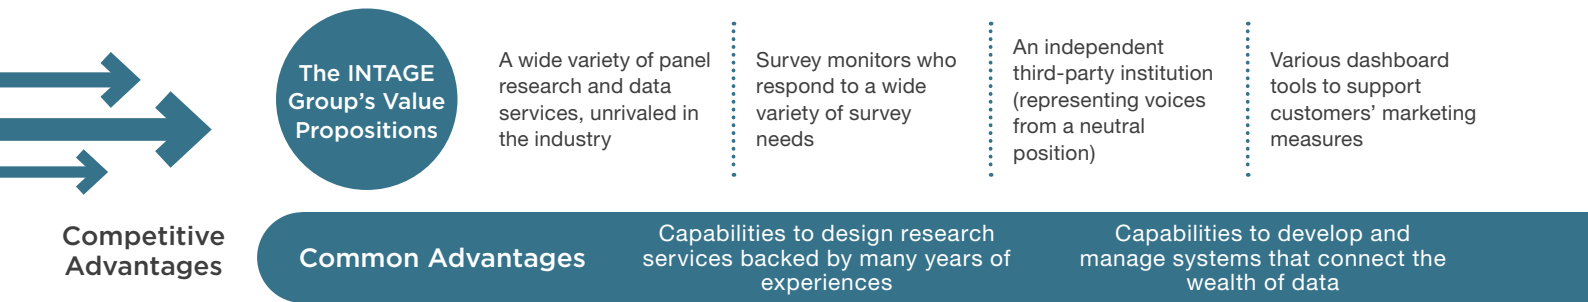 The INTAGE
Group's Value
Propositions
A wide variety of panel
research and data
services, unrivaled in
the industry
Survey monitors who
respond to a wide
variety of survey
needs
An independent
third-party institution
(representing voices
from a neutral
position)
Various dashboard
tools to support
customers' marketing
measures
Competitive
Advantages
Common Advantages
Capabilities to design research
services backed by many years of
experiences
Capabilities to develop and
manage systems that connect the
wealth of data